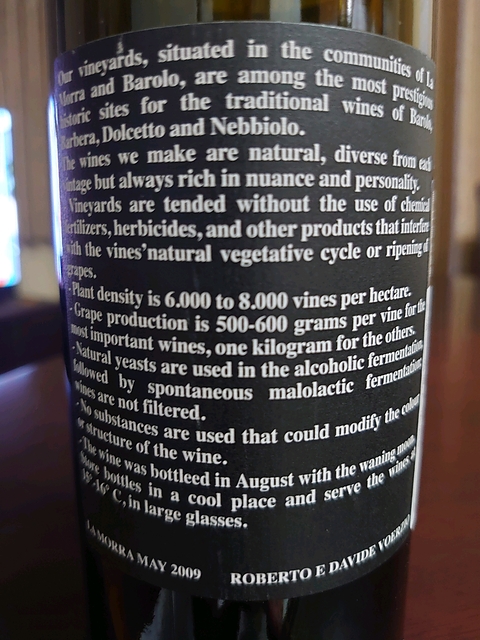 Our vineyards, situated in the communities of La
Morra and Barolo, are among the most prestigious
historic sites for the traditional wines of Barolo,
Barbera, Dolcetto and Nebbiolo.
The wines we make are natural, diverse from each
vintage but always rich in nuance and personality.
Vineyards are tended without the use of chemical
fertilizers, herbicides, and other products that interfere
with the vines'natural vegetative cycle or ripening of
grapes.
- Plant density is 6.000 to 8.000 vines per hectare.
- Grape production is 500-600 grams per vine for the
most important wines, one kilogram for the others.
- Natural yeasts are used in the alcoholic fermentation,
followed by spontaneous malolactic fermentation;
wines are not filtered.
- No substances are used that could modify the colour
or structure of the wine.
- The wine was bottleed in August with the waning moon.
Store bottles in a cool place and serve the wines at
16° C, in large glasses.
LA MORRA MAY 2009 ROBERTO E DAVIDE VOERZIO